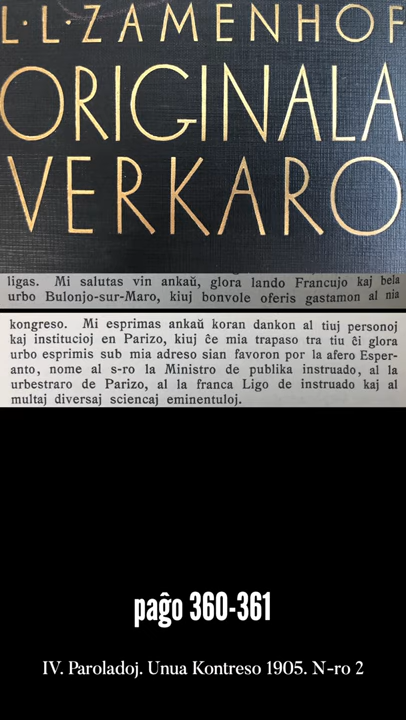 L·L·ZAMENHOF
ORIGINALA
VERKARO
ligas. Mi salutas vin ankaŭ, glora lando Francujo kaj bela
urbo Bulonjo-sur-Maro, kiuj bonvole oferis gastamon al nia
kongreso. Mi esprimas ankaŭ koran dankon al tiuj personoj
kaj institucioj en Parizo, kiuj ĉe mia trapaso tra tiu ĉi glora
urbo esprimis sub mia adreso sian favoron por la afero Esper-
anto, nome al s-ro la Ministro de publika instruado, al la
urbestraro de Parizo, al la franca Ligo de instruado kaj al
multaj diversaj sciencaj eminentuloj.
paĝo 360-361
IV. Paroladoj. Unua Kontreso 1905. N-ro 2